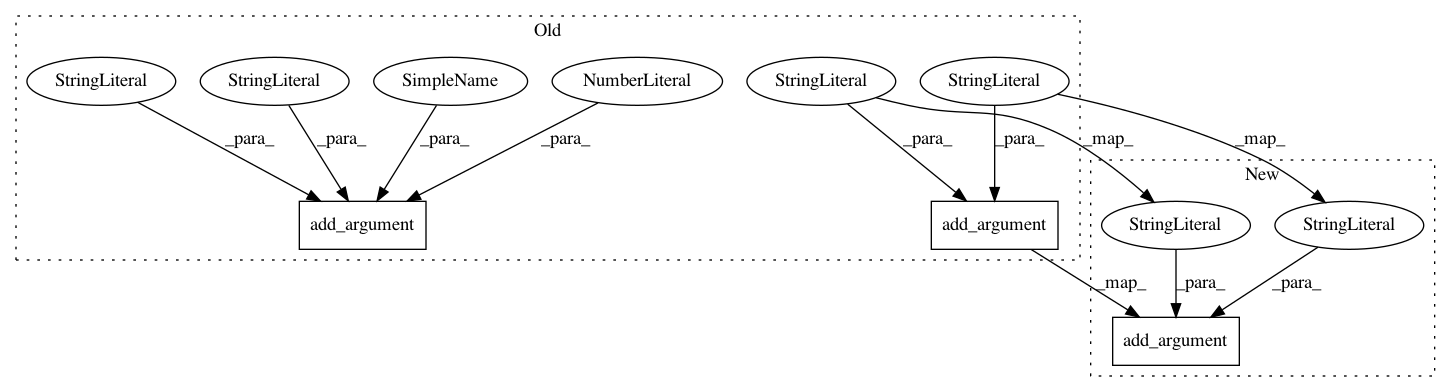 Old
StringLiteral StringLiteral SimpleName NumberLiteral StringLiteral StringLiteral
_para_ _para_ _para_ _para_ _para_ _para_ _map_ _map_
New
add_argument add_argument StringLiteral StringLiteral
_map_ _para_ _para_
add_argument